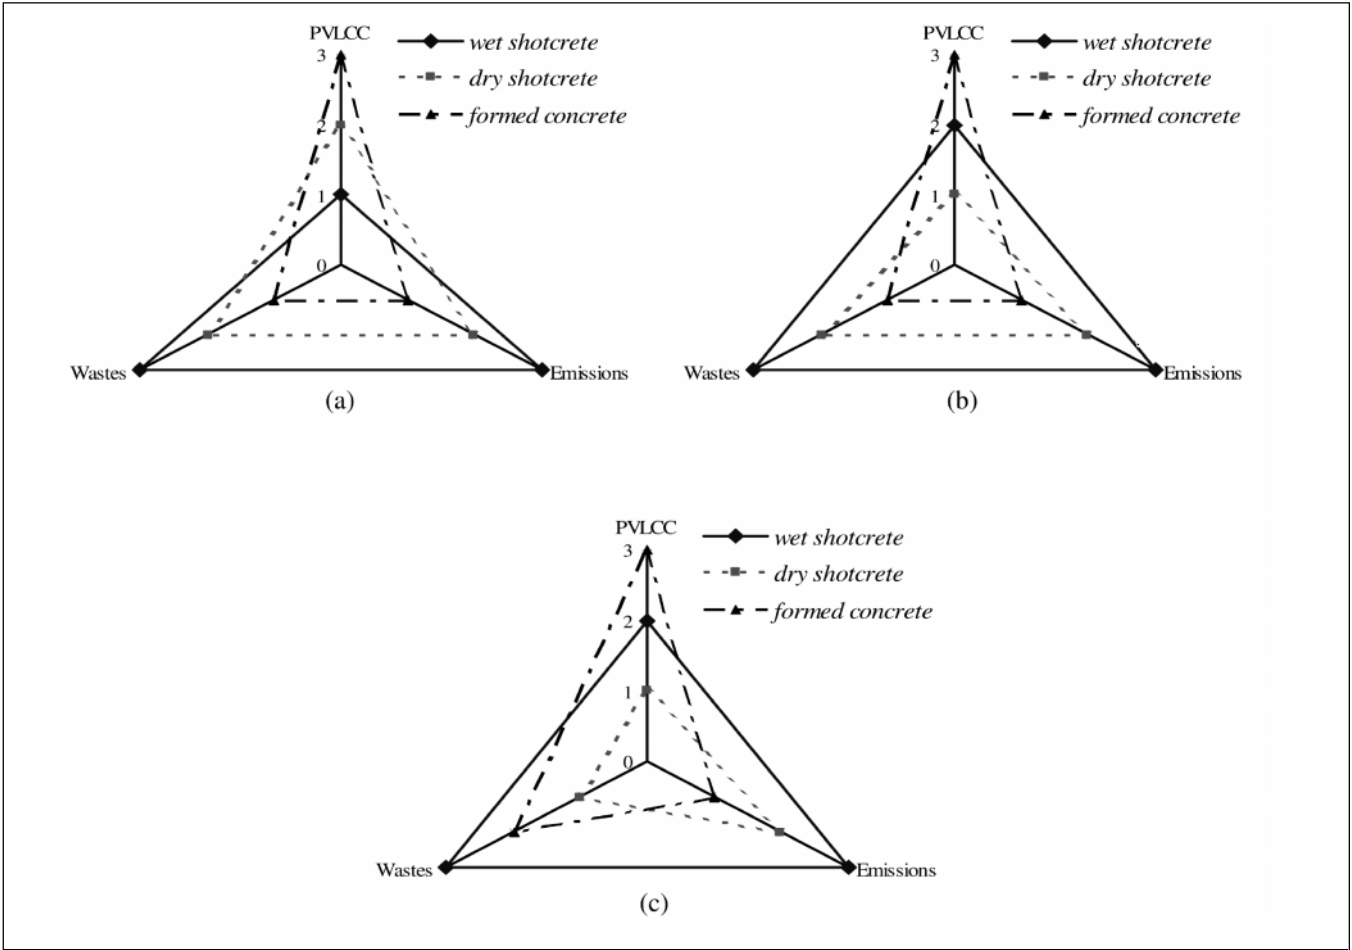 PVLCC
3
2
1
0
wet shotcrete
dry shotcrete
formed concrete
Wastes
Emissions
(a)
PVLCC
3
2
1
0
wet shotcrete
dry shotcrete
formed concrete
Wastes
Emissions
(b)
PVLCC
3
2
1
0
wet shotcrete
dry shotcrete
formed concrete
Wastes
Emissions
(c)